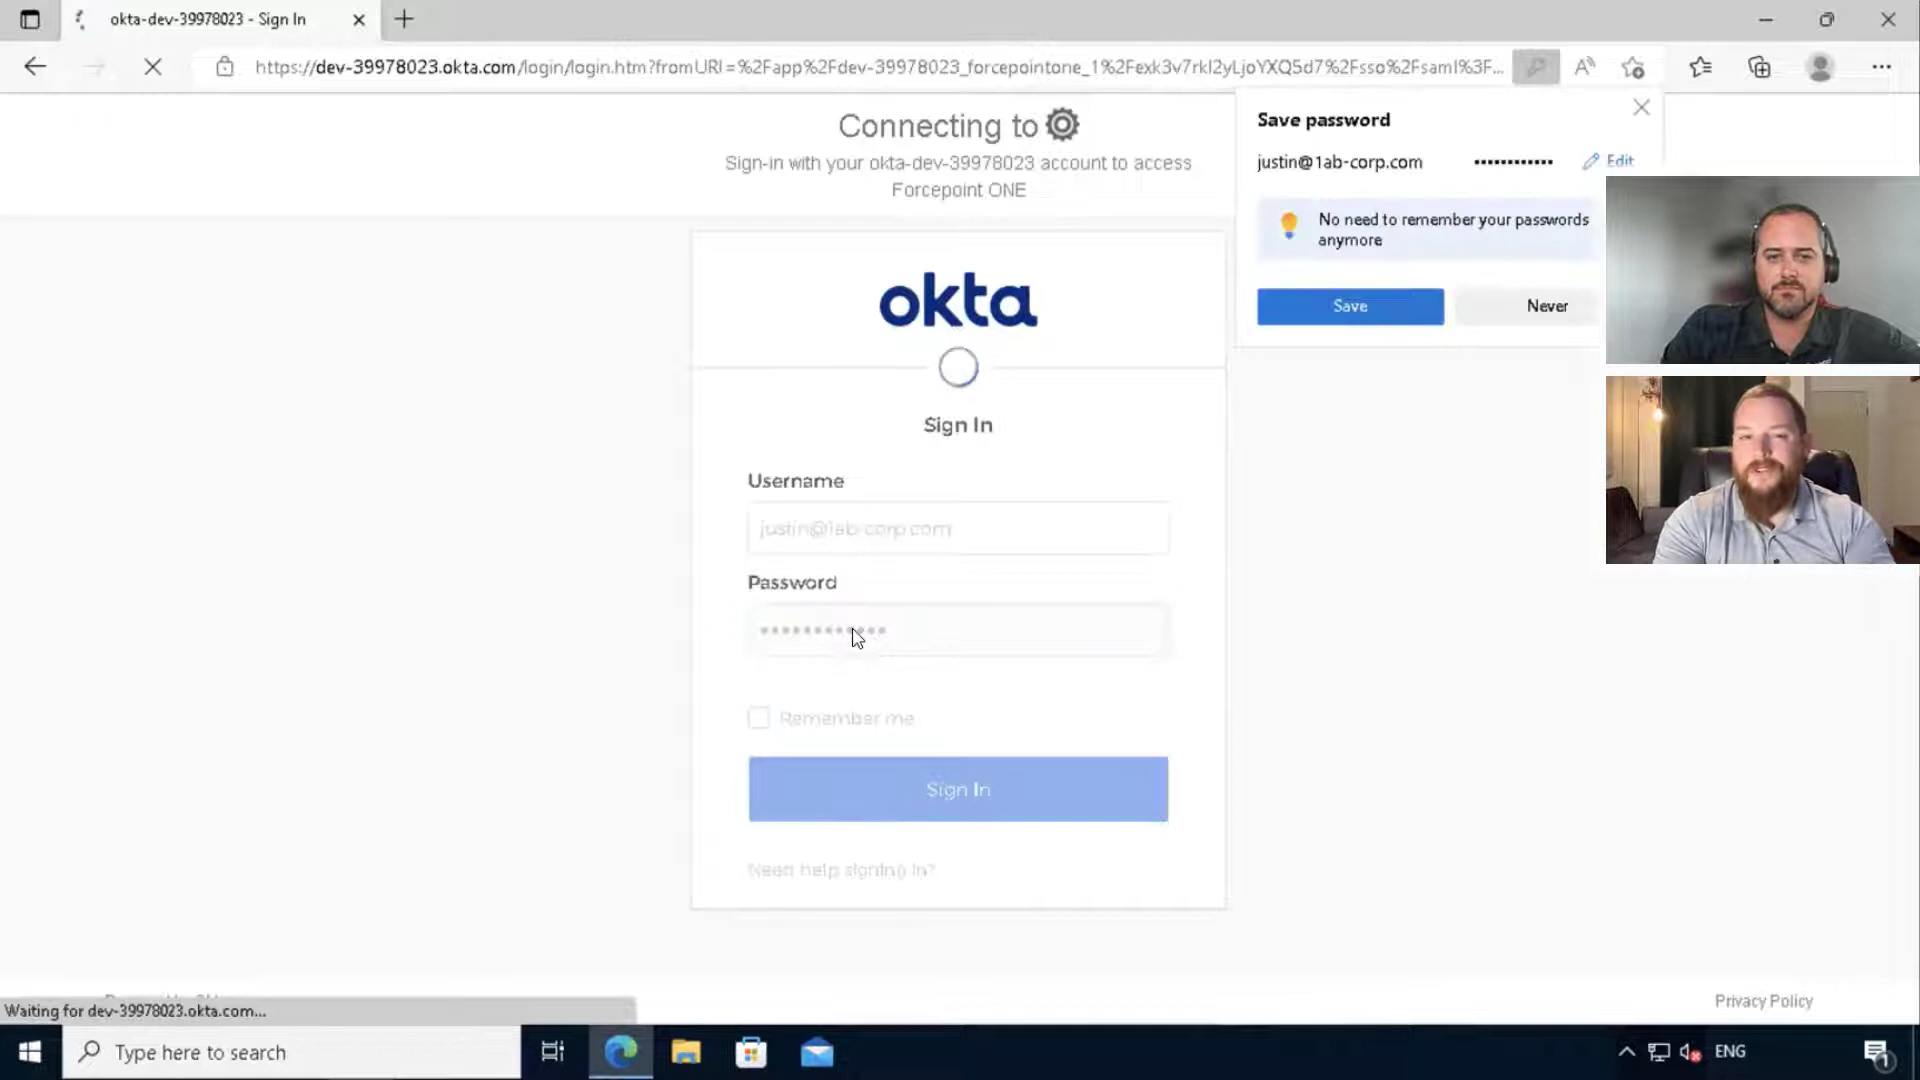 okta-dev-39978023 - Sign In
https://dev-39978023.okta.com/login/login.htm?fromURI=%2Fapp%2Fdev-39978023_forcepointone_1%2Fexk3v7rkl2yLjoYXQ5d7%2Fsso%2Fsaml%3F...
Connecting to
Sign-in with your okta-dev-39978023 account to access
Forcepoint ONE
Save password
justin@1ab-corp.com •••••••••••• Edit
No need to remember your passwords
anymore
Save Never
okta
Sign In
Username
justin@1ab-corp.com
Password
••••••••••••
Remember me
Sign In
Need help signing in?
Waiting for dev-39978023.okta.com...
Privacy Policy
Type here to search
ENG
1